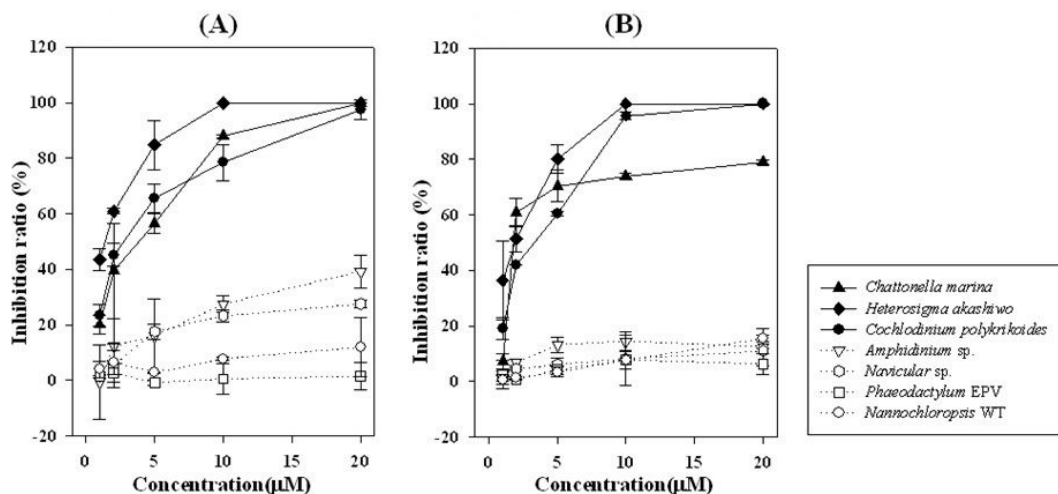 (A)
120
100
80
60
40
20
0
-20
Inhibition ratio (%)
0
5
10
15
20
Concentration(µM)
(B)
120
100
80
60
40
20
0
-20
Inhibition ratio (%)
0
5
10
15
20
Concentration(µM)
Chattonella marina
Heterosigma akashiwo
Cochlodinium polykrikoides
Amphidinium sp.
Navicular sp.
Phaeodactylum EPV
Nannochloropsis WT